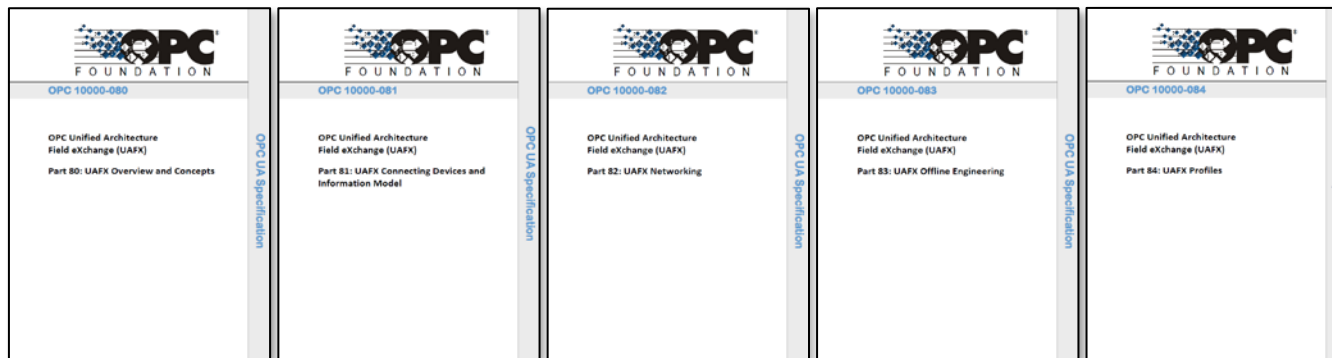 OPC®
FOUNDATION
OPC 10000-080
OPC Unified Architecture
Field eXchange (UAFX)
Part 80: UAFX Overview and Concepts
OPC UA Specification
OPC®
FOUNDATION
OPC 10000-081
OPC Unified Architecture
Field eXchange (UAFX)
Part 81: UAFX Connecting Devices and
Information Model
OPC UA Specification
OPC®
FOUNDATION
OPC 10000-082
OPC Unified Architecture
Field eXchange (UAFX)
Part 82: UAFX Networking
OPC UA Specification
OPC®
FOUNDATION
OPC 10000-083
OPC Unified Architecture
Field eXchange (UAFX)
Part 83: UAFX Offline Engineering
OPC UA Specification
OPC®
FOUNDATION
OPC 10000-084
OPC Unified Architecture
Field eXchange (UAFX)
Part 84: UAFX Profiles